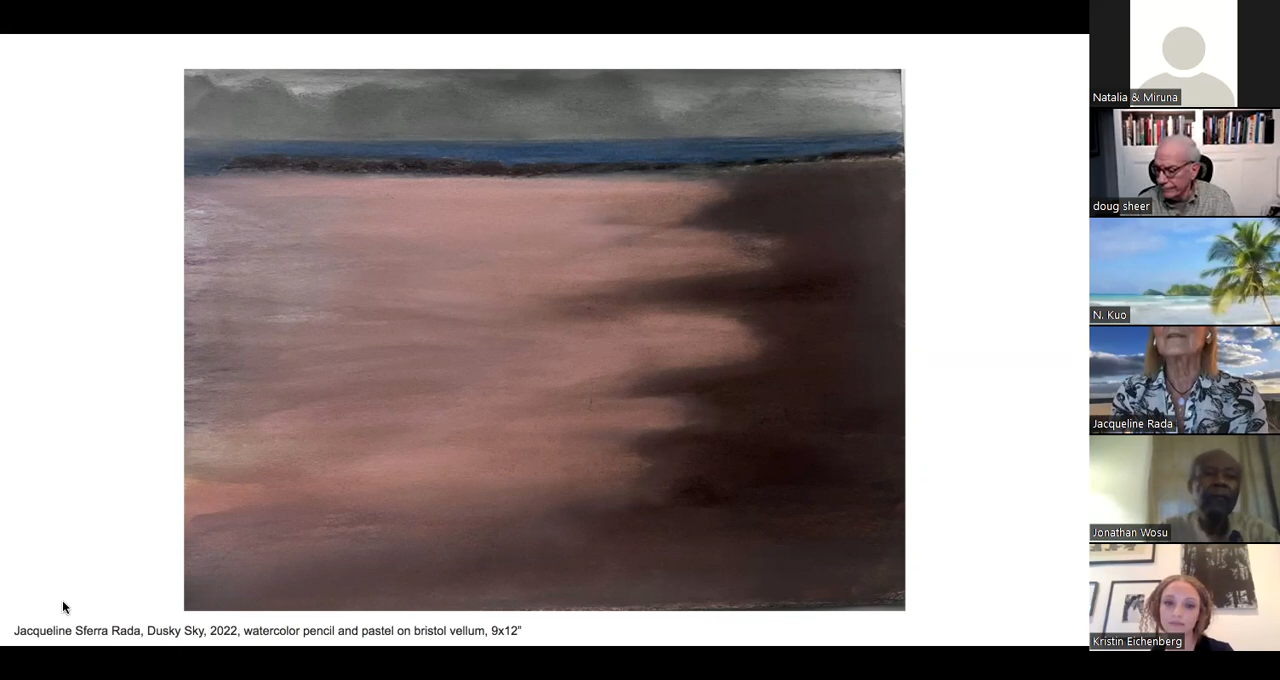 Natalia & Miruna
doug sheer
N. Kuo
Jacqueline Rada
Jonathan Wosu
Kristin Eichenberg
Jacqueline Sferra Rada, Dusky Sky, 2022, watercolor pencil and pastel on bristol vellum, 9x12"